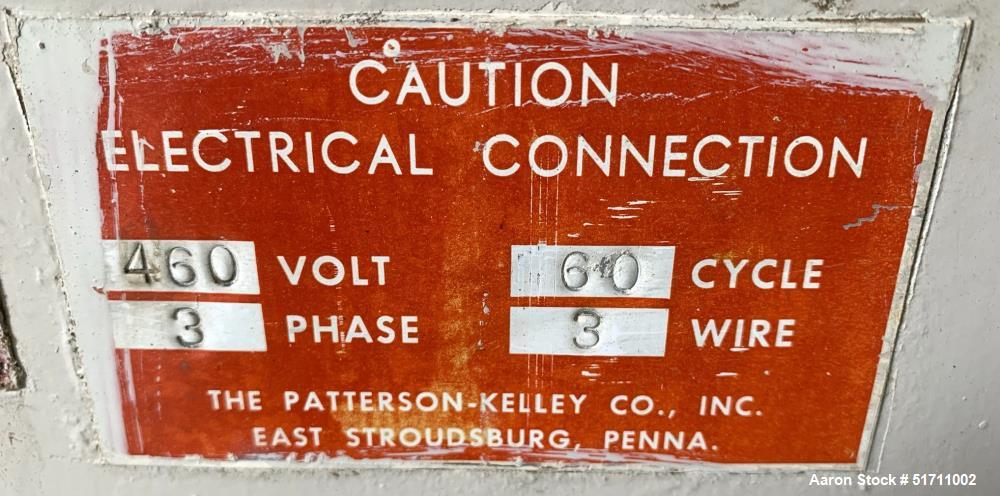 CAUTION
ELECTRICAL CONNECTION
460 VOLT 60 CYCLE
3 PHASE 3 WIRE
THE PATTERSON-KELLEY CO., INC.
EAST STROUDSBURG, PENNA.
Aaron Stock # 51711002